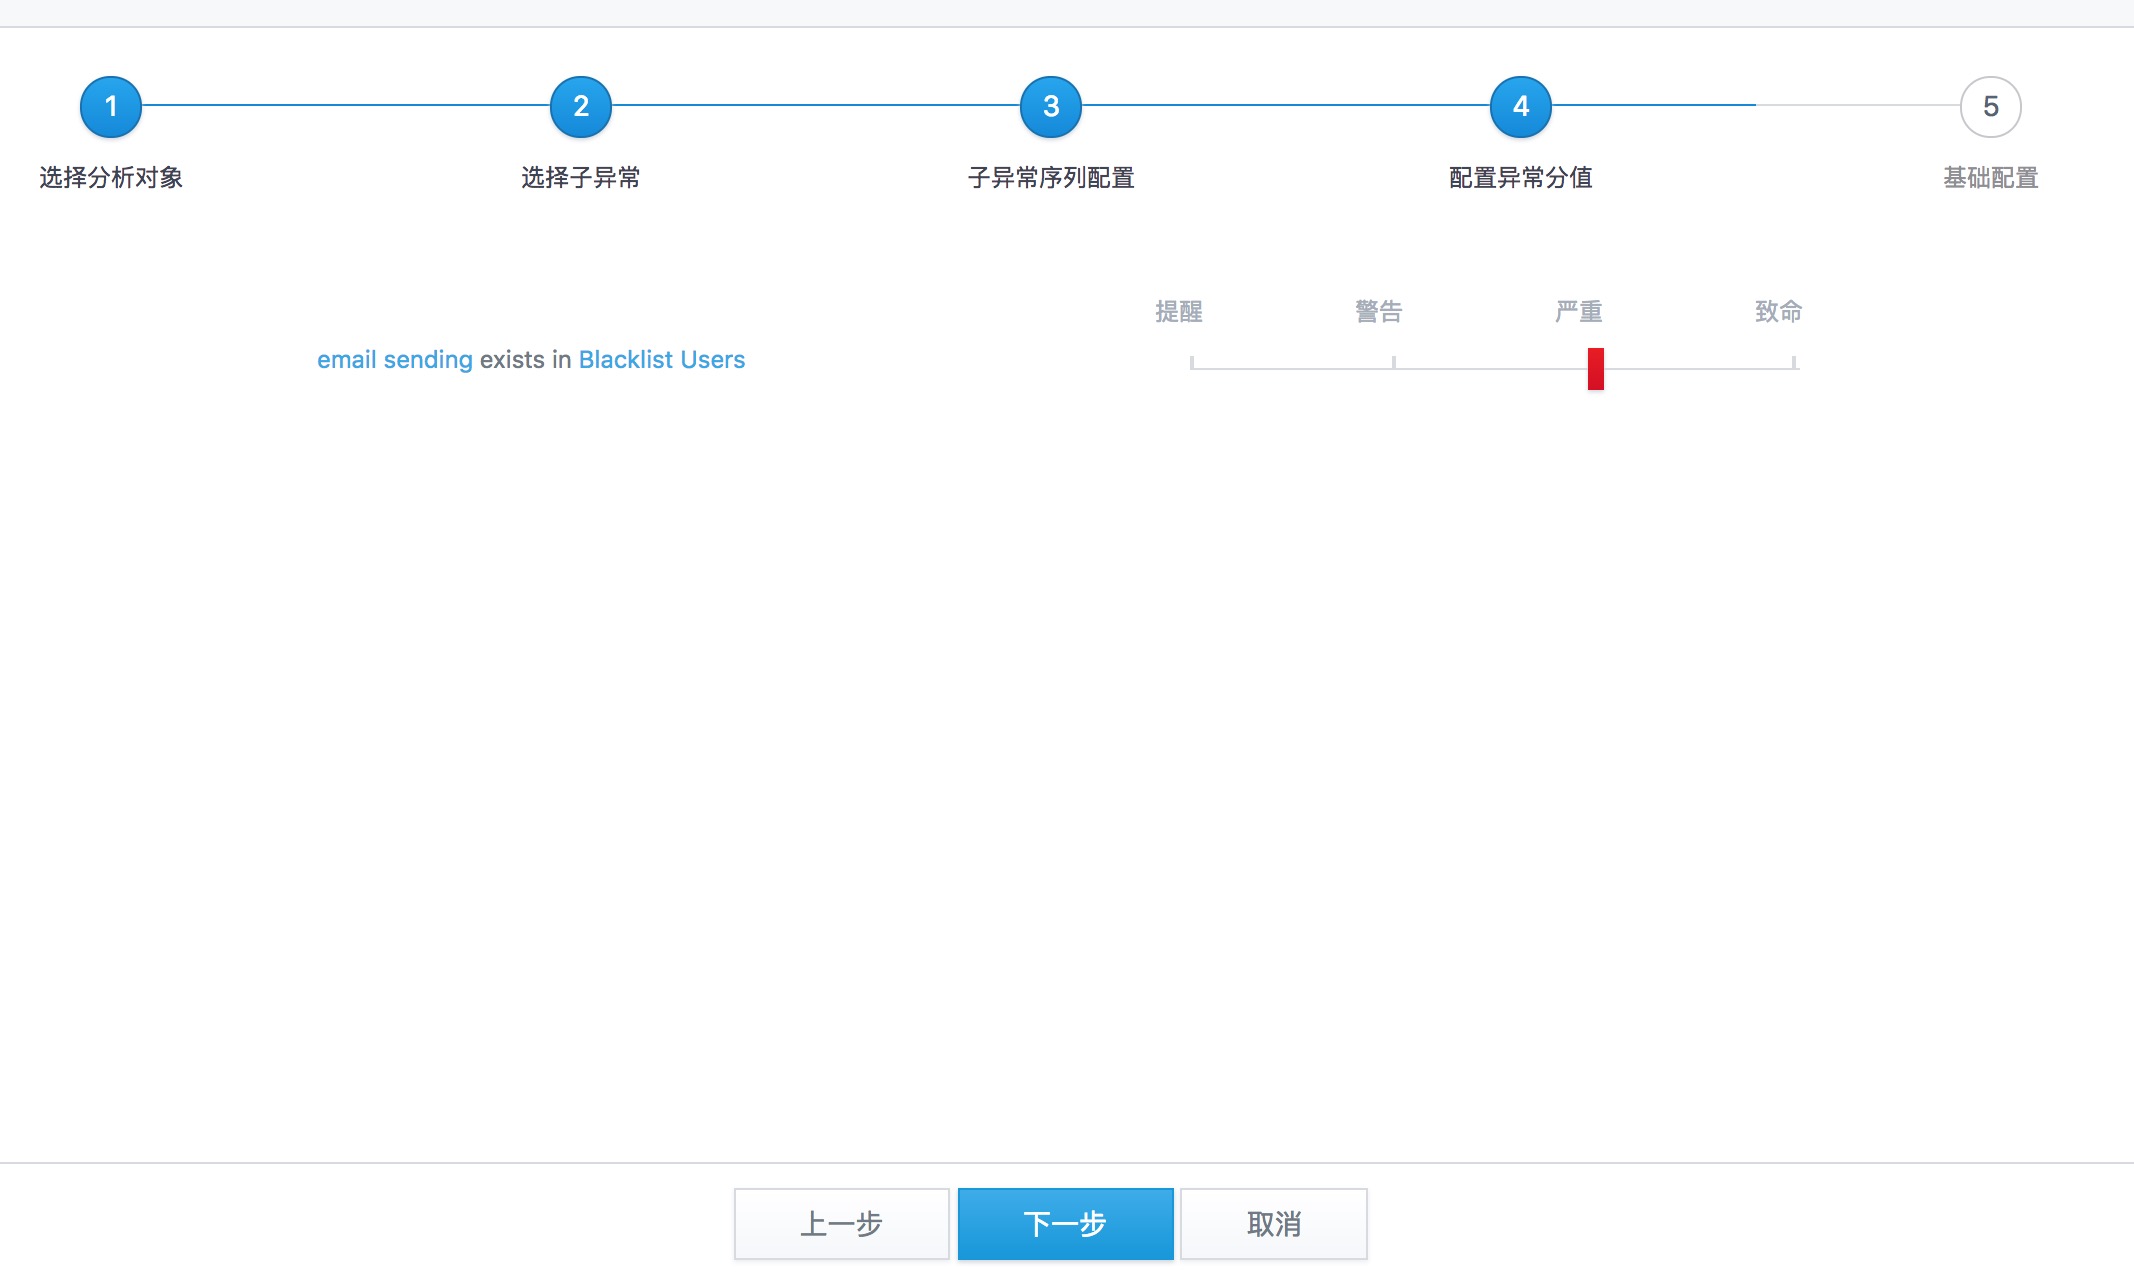 1 2 3 4 5
选择分析对象 选择子异常 子异常序列配置 配置异常分值 基础配置
提醒 警告 严重 致命
email sending exists in Blacklist Users
上一步 下一步 取消